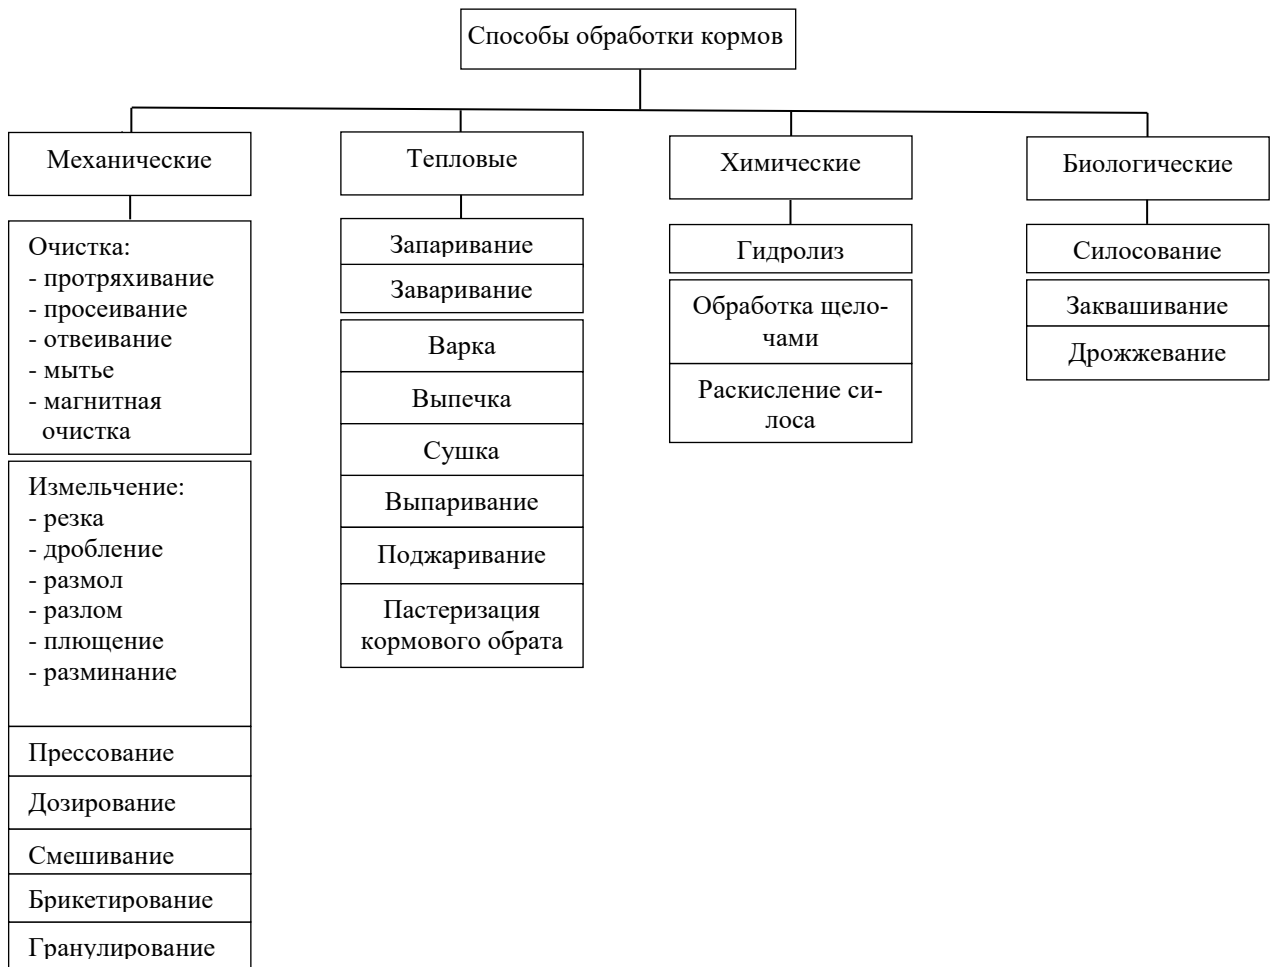 Способы обработки кормов
Механические
Тепловые
Химические
Биологические
Очистка:
- протряхивание
- просеивание
- отвеивание
- мытье
- магнитная
очистка
Измельчение:
- резка
- дробление
- размол
- разлом
- плющение
- разминание
Прессование
Дозирование
Смешивание
Брикетирование
Гранулирование
Запаривание
Заваривание
Варка
Выпечка
Сушка
Выпаривание
Поджаривание
Пастеризация
кормового обрата
Гидролиз
Обработка щело-
чами
Раскисление си-
лоса
Силосование
Заквашивание
Дрожжевание